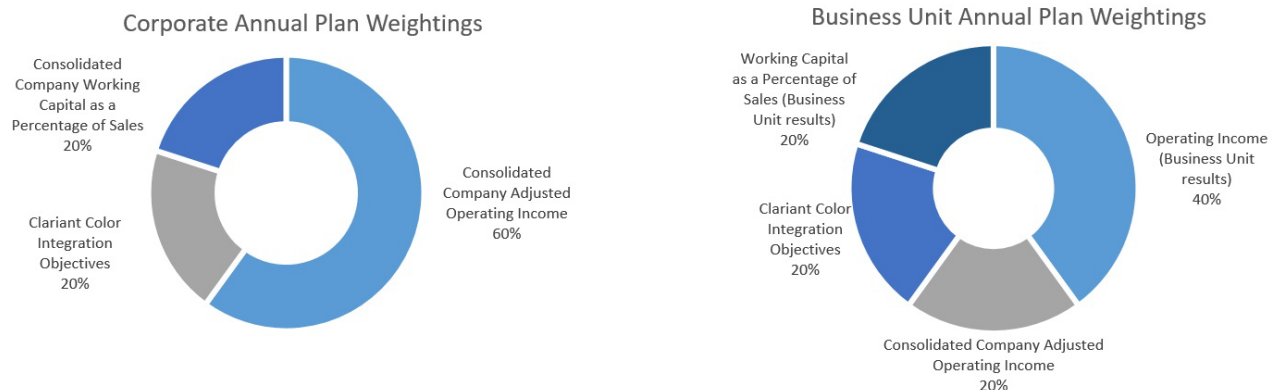 Corporate Annual Plan Weightings
Consolidated
Company Working
Capital as a
Percentage of Sales
20%
Clariant Color
Integration
Objectives
20%
Consolidated
Company Adjusted
Operating Income
60%
Business Unit Annual Plan Weightings
Working Capital
as a Percentage of
Sales (Business
Unit results)
20%
Clariant Color
Integration
Objectives
20%
Operating Income
(Business Unit
results)
40%
Consolidated Company Adjusted
Operating Income
20%